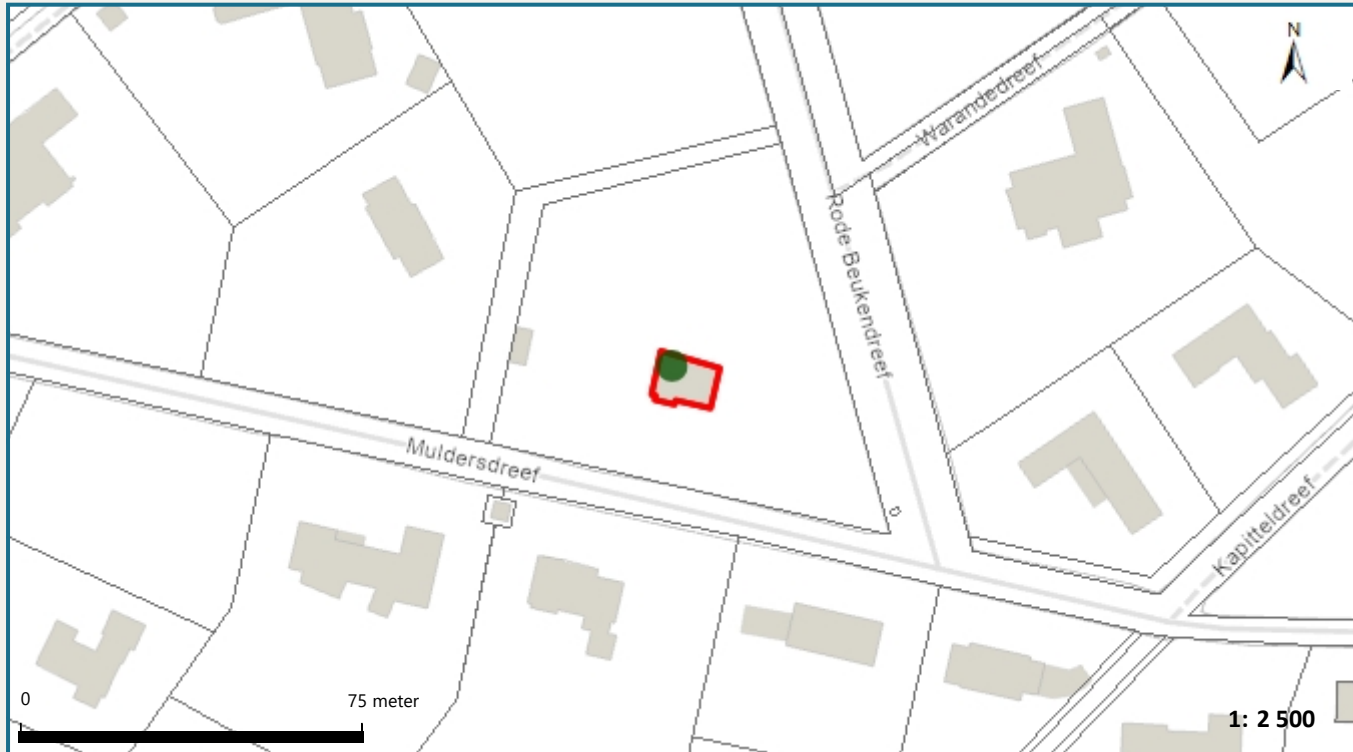 N
Warandedreef
Rode Beukendreef
Muldersdreef
Kapitteldreef
0
75 meter
1: 2 500